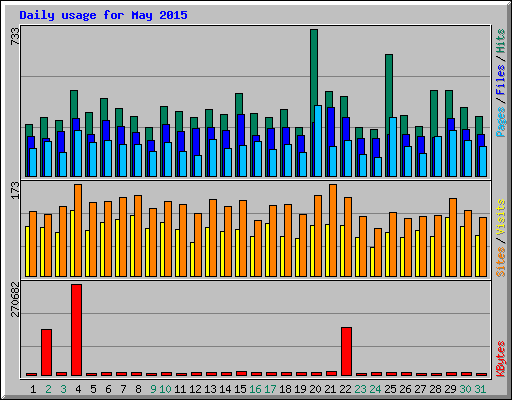 Daily usage for May 2015
733
Pages / Files / Hits
173
Sites / Visits
270682
KBytes
1 2 3 4 5 6 7 8 9 10 11 12 13 14 15 16 17 18 19 20 21 22 23 24 25 26 27 28 29 30 31